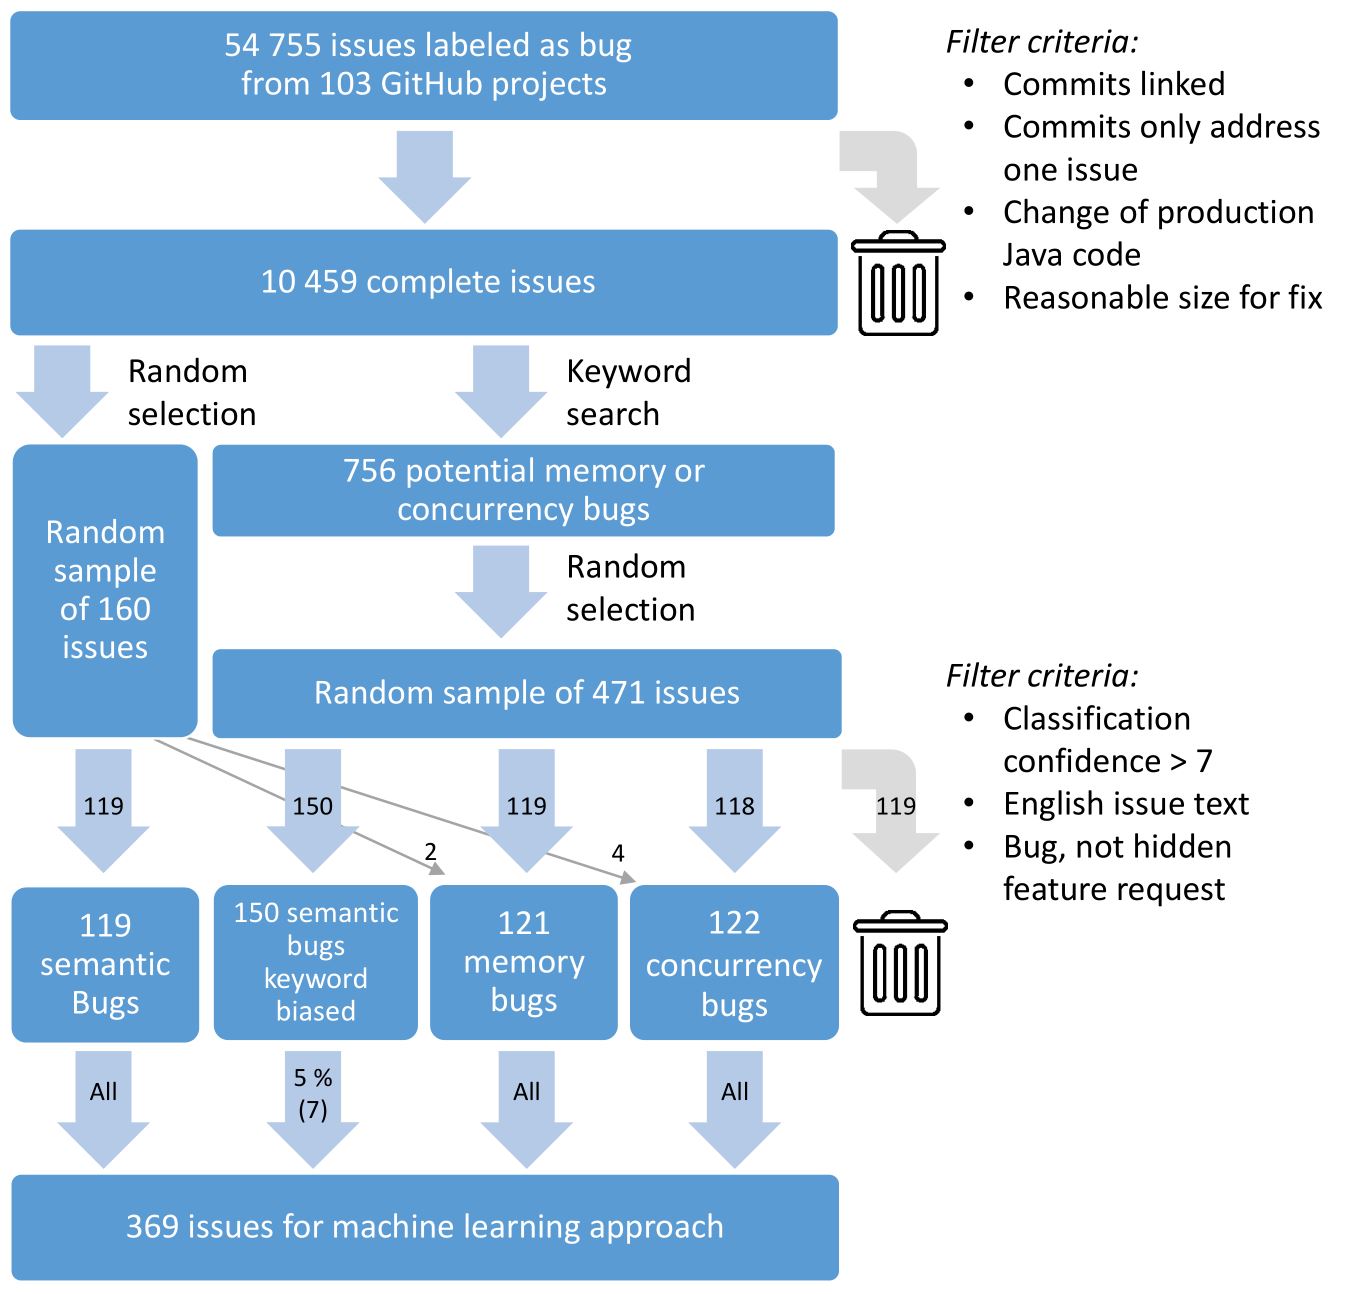 54 755 issues labeled as bug
from 103 GitHub projects
Filter criteria:
• Commits linked
• Commits only address
one issue
• Change of production
Java code
• Reasonable size for fix
10 459 complete issues
Random
selection
Keyword
search
Random
sample
of 160
issues
756 potential memory or
concurrency bugs
Random
selection
Random sample of 471 issues
Filter criteria:
• Classification
confidence > 7
• English issue text
• Bug, not hidden
feature request
119
150
119
118
119
2
4
119
semantic
Bugs
150 semantic
bugs
keyword
biased
121
memory
bugs
122
concurrency
bugs
All
5 %
(7)
All
All
369 issues for machine learning approach